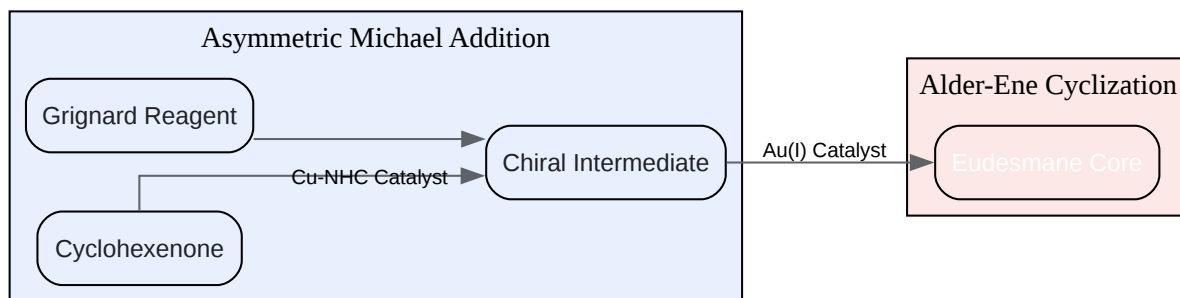 Asymmetric Michael Addition
Grignard Reagent
Cu-NHC Catalyst
Cyclohexenone
Chiral Intermediate
Au(I) Catalyst
Alder-Ene Cyclization
Eudesmane Core